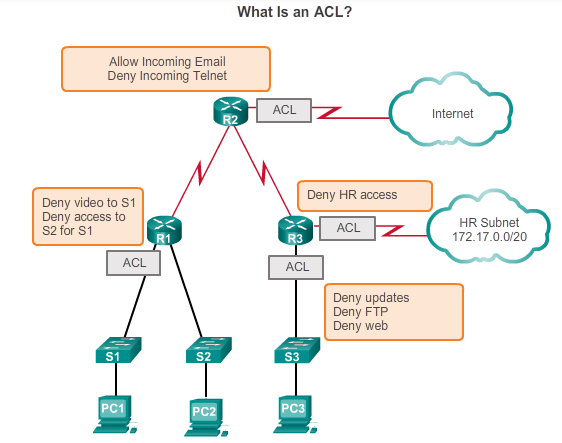 What Is an ACL?
Allow Incoming Email
Deny Incoming Telnet
R2
ACL
Internet
Deny video to S1
Deny access to
S2 for S1
R1
ACL
Deny HR access
R3
ACL
HR Subnet
172.17.0.0/20
ACL
Deny updates
Deny FTP
Deny web
S1
S2
S3
PC1
PC2
PC3